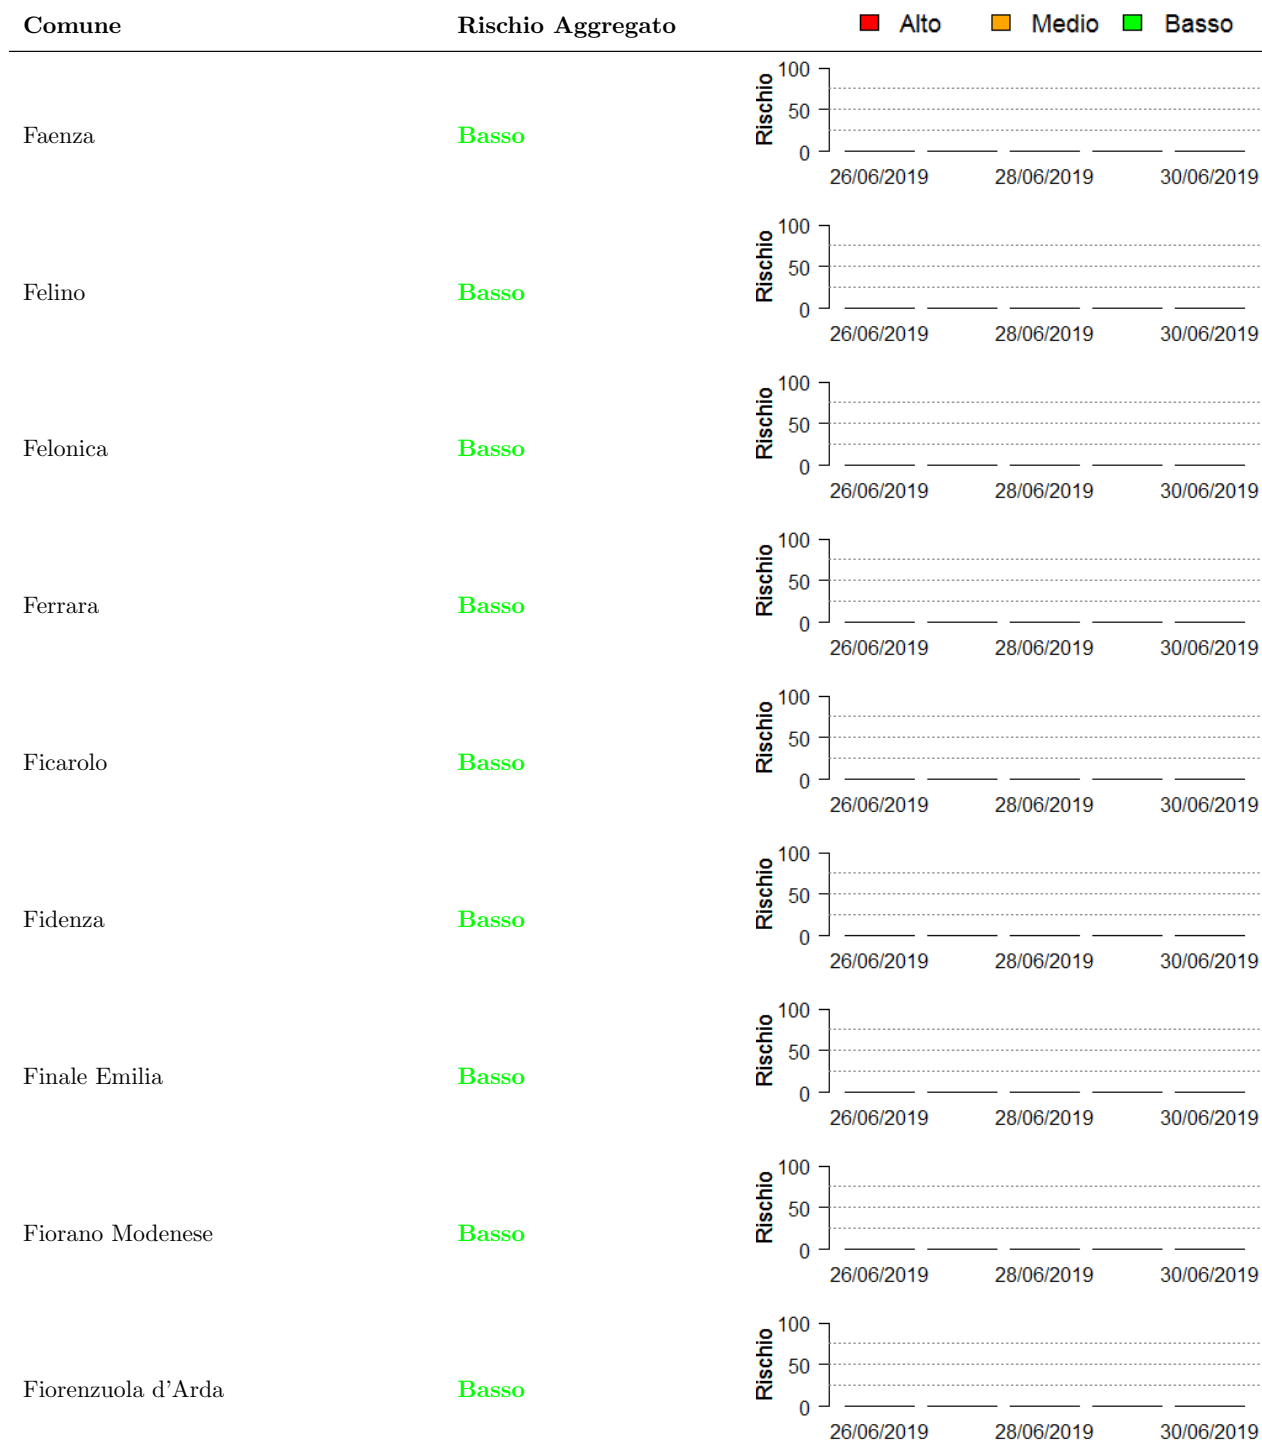 Comune Rischio Aggregato Alto Medio Basso
Faenza Basso
Rischio
100
50
0
26/06/2019 28/06/2019 30/06/2019
Felino Basso
Rischio
100
50
0
26/06/2019 28/06/2019 30/06/2019
Felonica Basso
Rischio
100
50
0
26/06/2019 28/06/2019 30/06/2019
Ferrara Basso
Rischio
100
50
0
26/06/2019 28/06/2019 30/06/2019
Ficarolo Basso
Rischio
100
50
0
26/06/2019 28/06/2019 30/06/2019
Fidenza Basso
Rischio
100
50
0
26/06/2019 28/06/2019 30/06/2019
Finale Emilia Basso
Rischio
100
50
0
26/06/2019 28/06/2019 30/06/2019
Fiorano Modenese Basso
Rischio
100
50
0
26/06/2019 28/06/2019 30/06/2019
Fiorenzuola d'Arda Basso
Rischio
100
50
0
26/06/2019 28/06/2019 30/06/2019